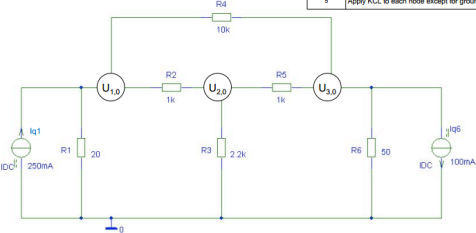 5 Apply KCL to each node except for groun
R4
10k
R2
R5
U1,0
U2,0
U3,0
1k
1k
Iq1
Iq6
R1
20
R3
2.2k
R6
50
IDC
250mA
IDC
100mA
0